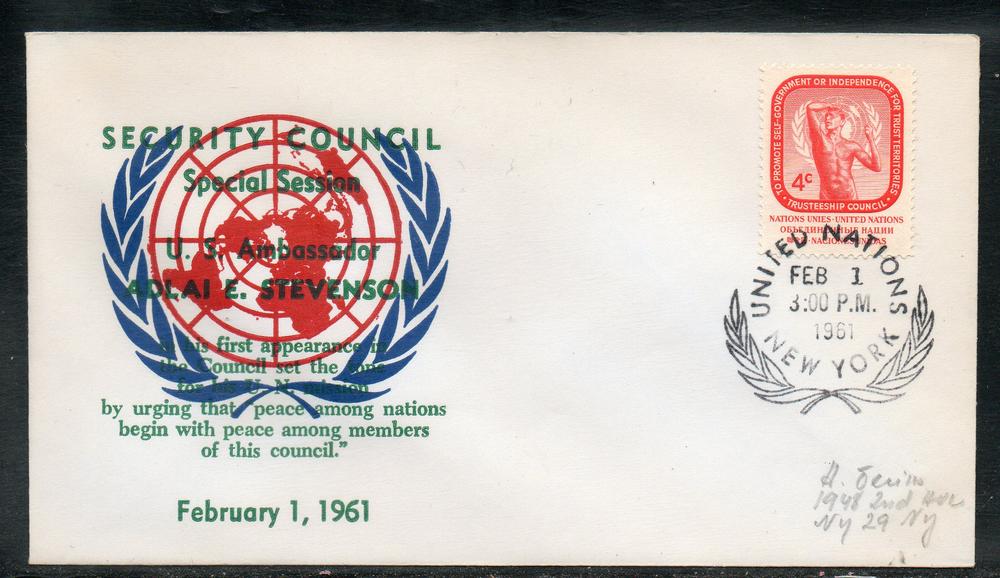 SECURITY COUNCIL
Special Session
U. S. Ambassador
ADLAI E. STEVENSON
his first appearance in
the Council set the tone
for his U. N. mission
by urging that "peace among nations
begin with peace among members
of this council."
February 1, 1961
TO PROMOTE SELF-GOVERNMENT OR INDEPENDENCE FOR TRUST TERRITORIES
4c
• TRUSTEESHIP COUNCIL •
NATIONS UNIES · UNITED NATIONS
ОБЪЕДИНЕННЫЕ НАЦИИ
NACIONES UNIDAS
UNITED NATIONS
FEB 1
3:00 P.M.
1961
NEW YORK
H.
1948 2nd Ave
NY 29 NY